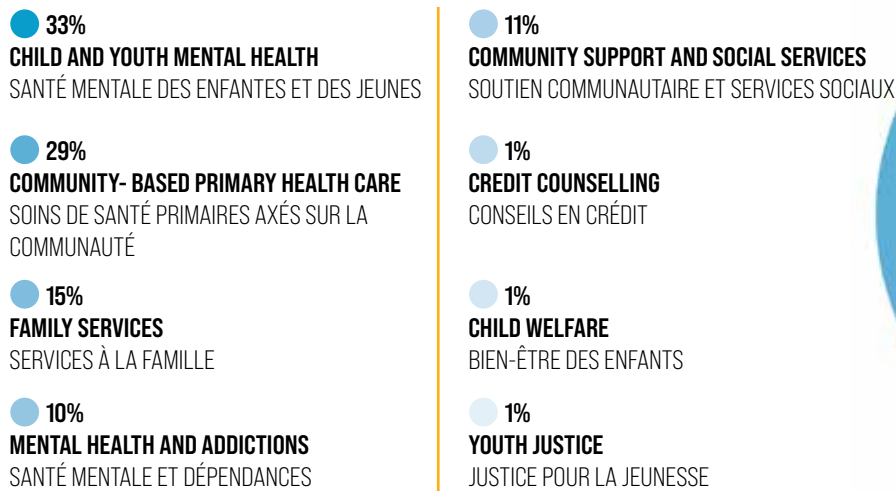 33%
CHILD AND YOUTH MENTAL HEALTH
SANTÉ MENTALE DES ENFANTES ET DES JEUNES
29%
COMMUNITY- BASED PRIMARY HEALTH CARE
SOINS DE SANTÉ PRIMAIRES AXÉS SUR LA
COMMUNAUTÉ
15%
FAMILY SERVICES
SERVICES À LA FAMILLE
10%
MENTAL HEALTH AND ADDICTIONS
SANTÉ MENTALE ET DÉPENDANCES
11%
COMMUNITY SUPPORT AND SOCIAL SERVICES
SOUTIEN COMMUNAUTAIRE ET SERVICES SOCIAUX
1%
CREDIT COUNSELLING
CONSEILS EN CRÉDIT
1%
CHILD WELFARE
BIEN-ÊTRE DES ENFANTS
1%
YOUTH JUSTICE
JUSTICE POUR LA JEUNESSE